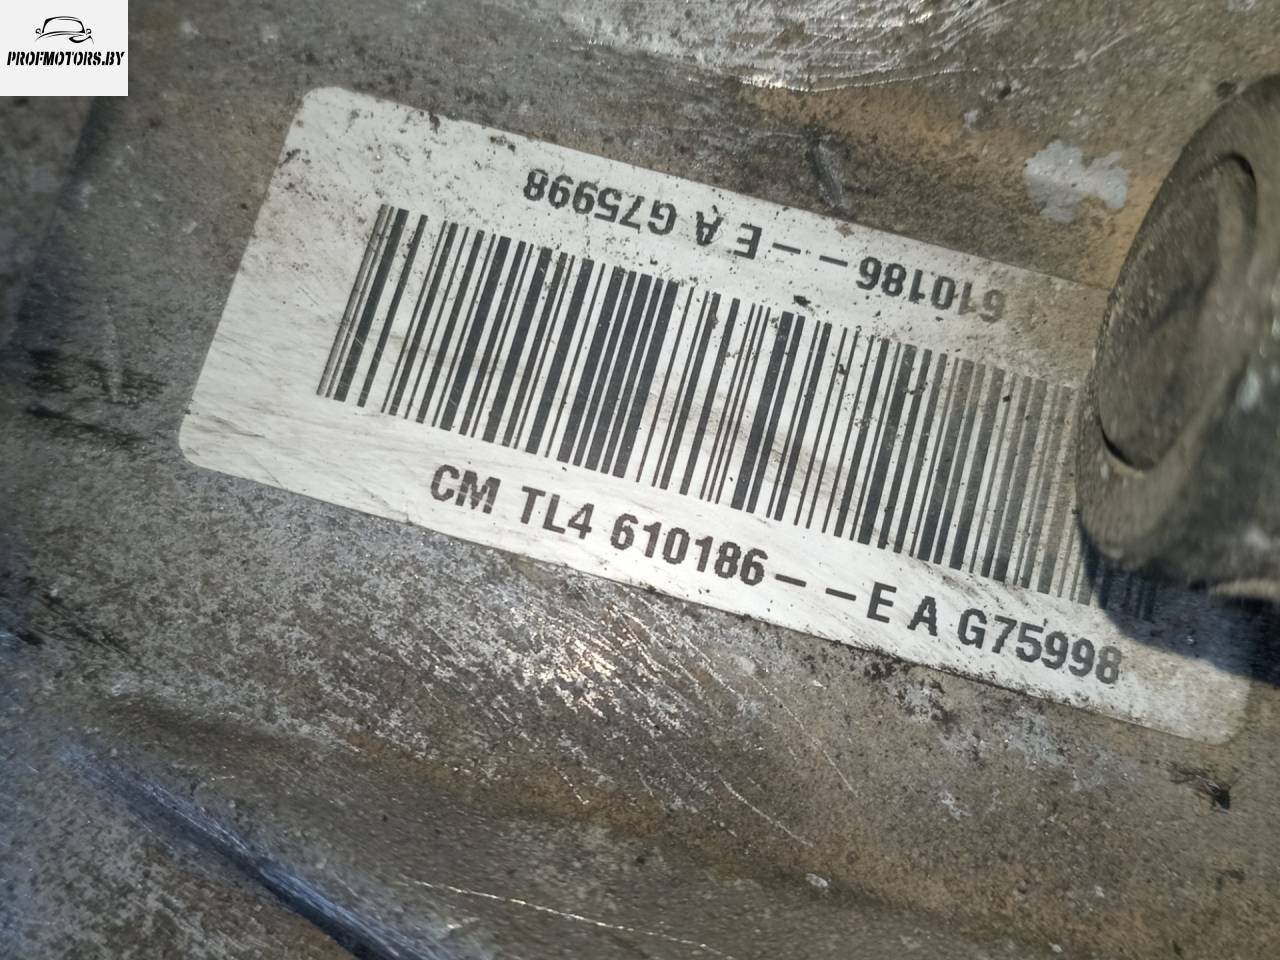 PROFMOTORS.BY
610186--E A G75998
CM TL4 610186--E A G75998